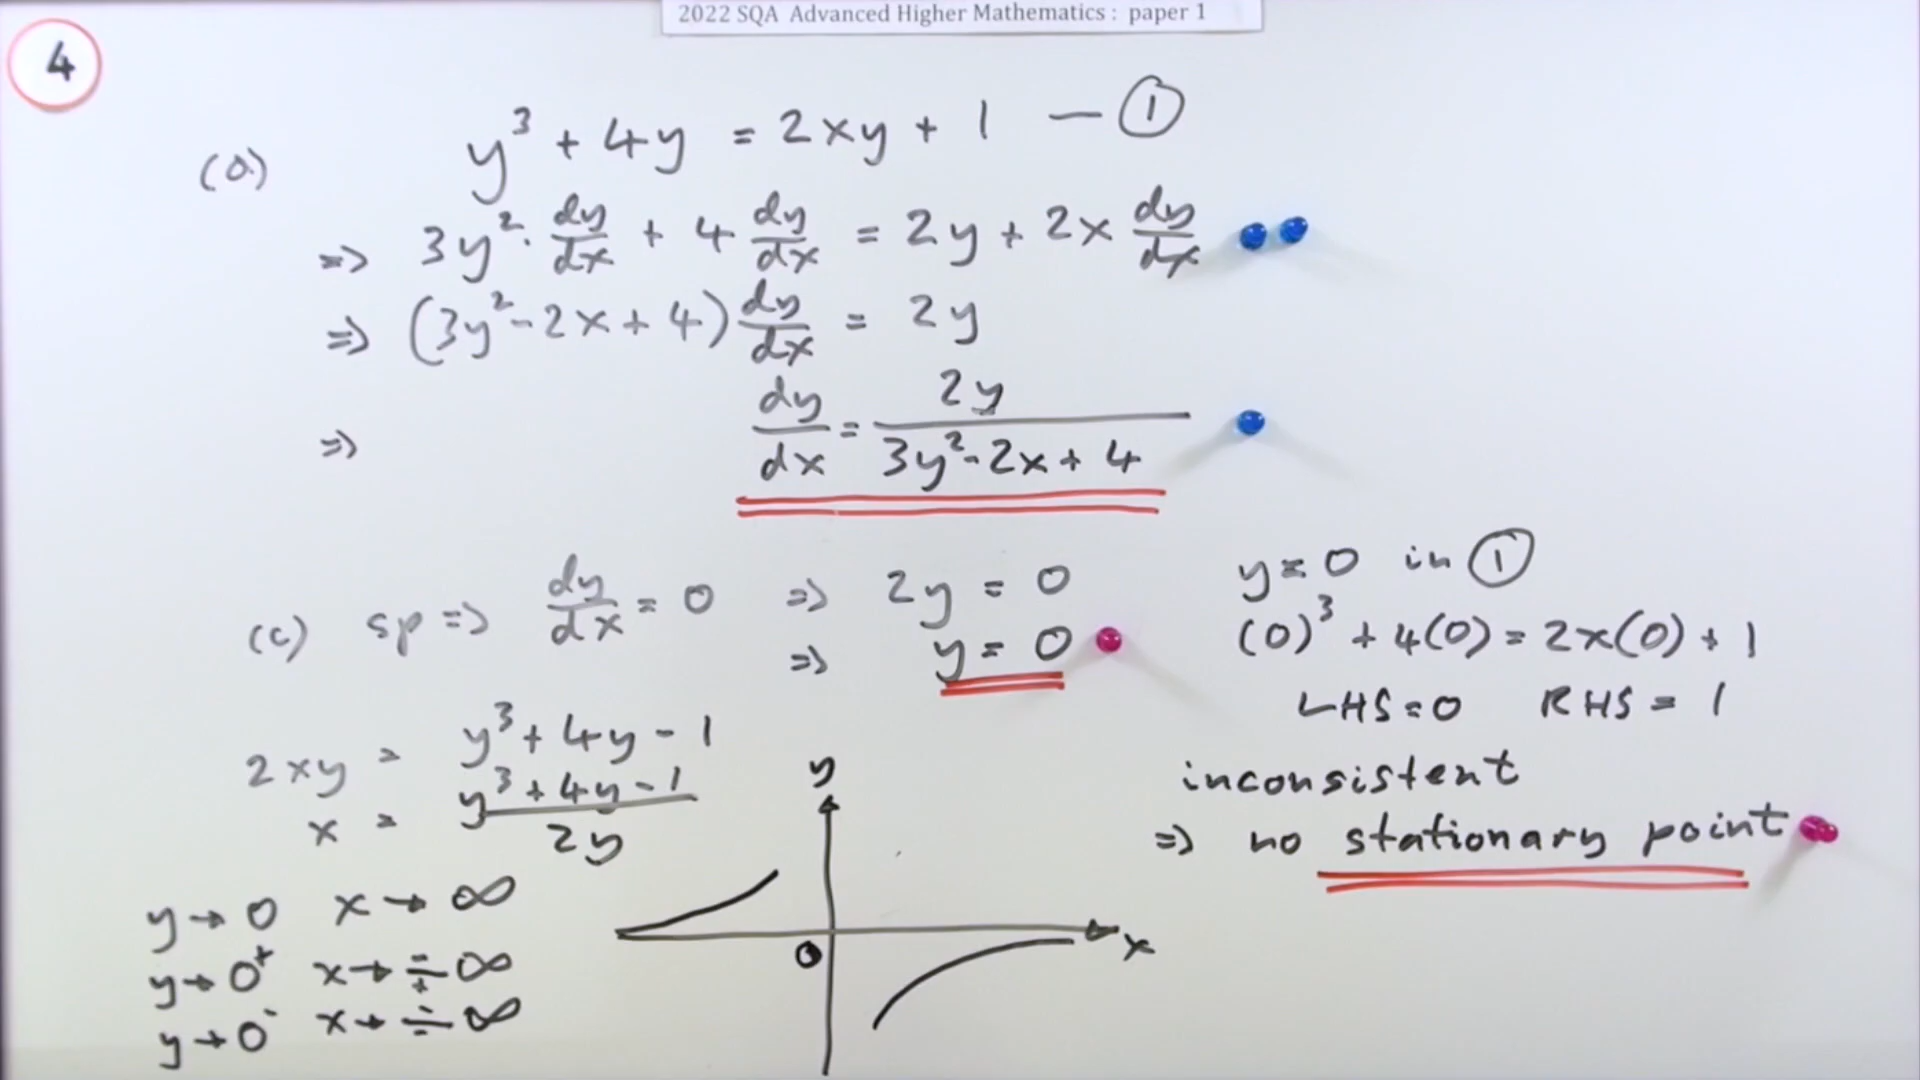 2022 SQA Advanced Higher Mathematics : paper 1
4
(a) y³ + 4y = 2xy + 1 — ①
=> 3y² · dy/dx + 4 dy/dx = 2y + 2x dy/dx
=> (3y² - 2x + 4) dy/dx = 2y
=> dy/dx = 2y / (3y² - 2x + 4)
(c) sp => dy/dx = 0 => 2y = 0
=> y = 0
y = 0 in ①
(0)³ + 4(0) = 2x(0) + 1
LHS = 0 RHS = 1
inconsistent
=> no stationary point
2xy = y³ + 4y - 1
x = (y³ + 4y - 1) / 2y
y → 0 x → ∞
y → 0⁺ x → ∞
y → 0⁻ x → ∞
y
0
x